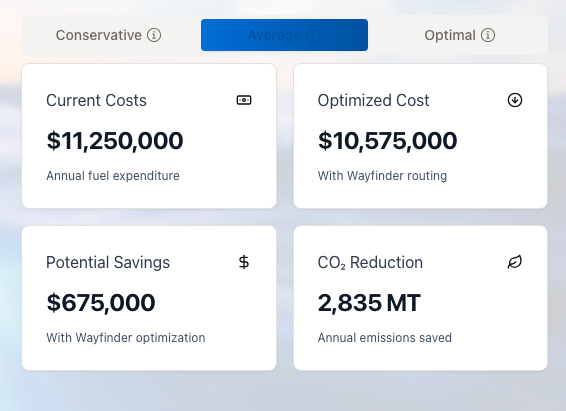 Conservative Average Optimal
Current Costs
$11,250,000
Annual fuel expenditure
Optimized Cost
$10,575,000
With Wayfinder routing
Potential Savings
$675,000
With Wayfinder optimization
CO₂ Reduction
2,835 MT
Annual emissions saved